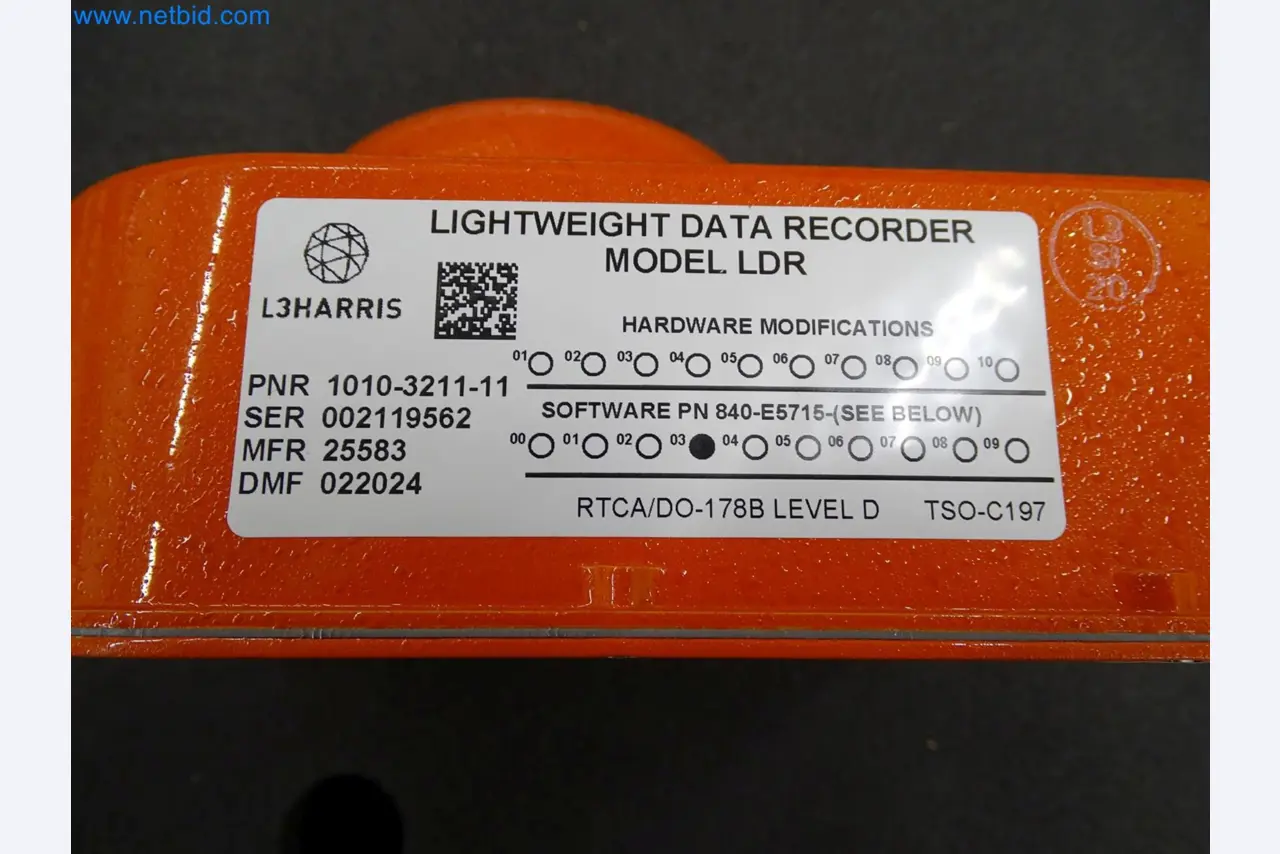 www.netbid.com
LIGHTWEIGHT DATA RECORDER
MODEL LDR
L3HARRIS
HARDWARE MODIFICATIONS
01 02 03 04 05 06 07 08 09 10
PNR 1010-3211-11
SER 002119562
MFR 25583
DMF 022024
SOFTWARE PN 840-E5715-(SEE BELOW)
00 01 02 03 04 05 06 07 08 09
RTCA/DO-178B LEVEL D TSO-C197
L3
20